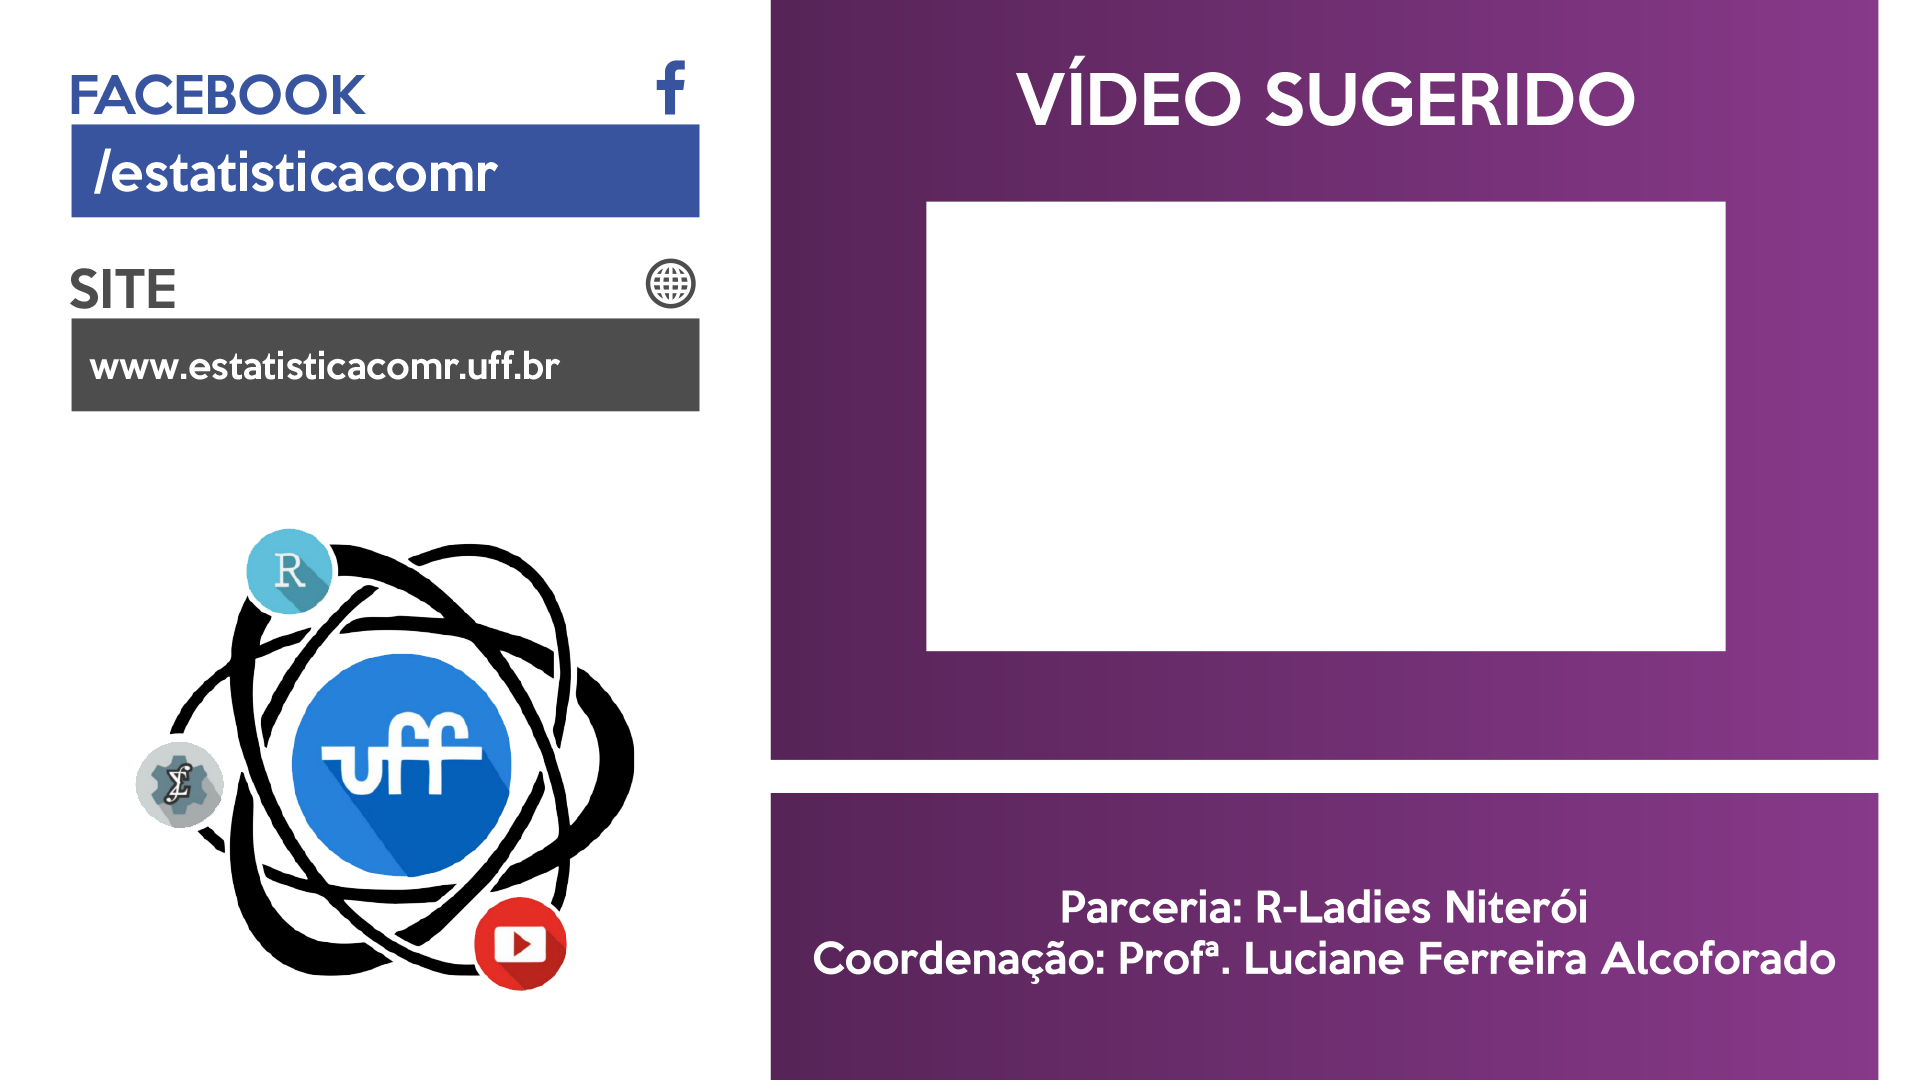 FACEBOOK
/estatisticacomr
SITE
www.estatisticacomr.uff.br
R
uff
VÍDEO SUGERIDO
Parceria: R-Ladies Niterói
Coordenação: Profª. Luciane Ferreira Alcoforado